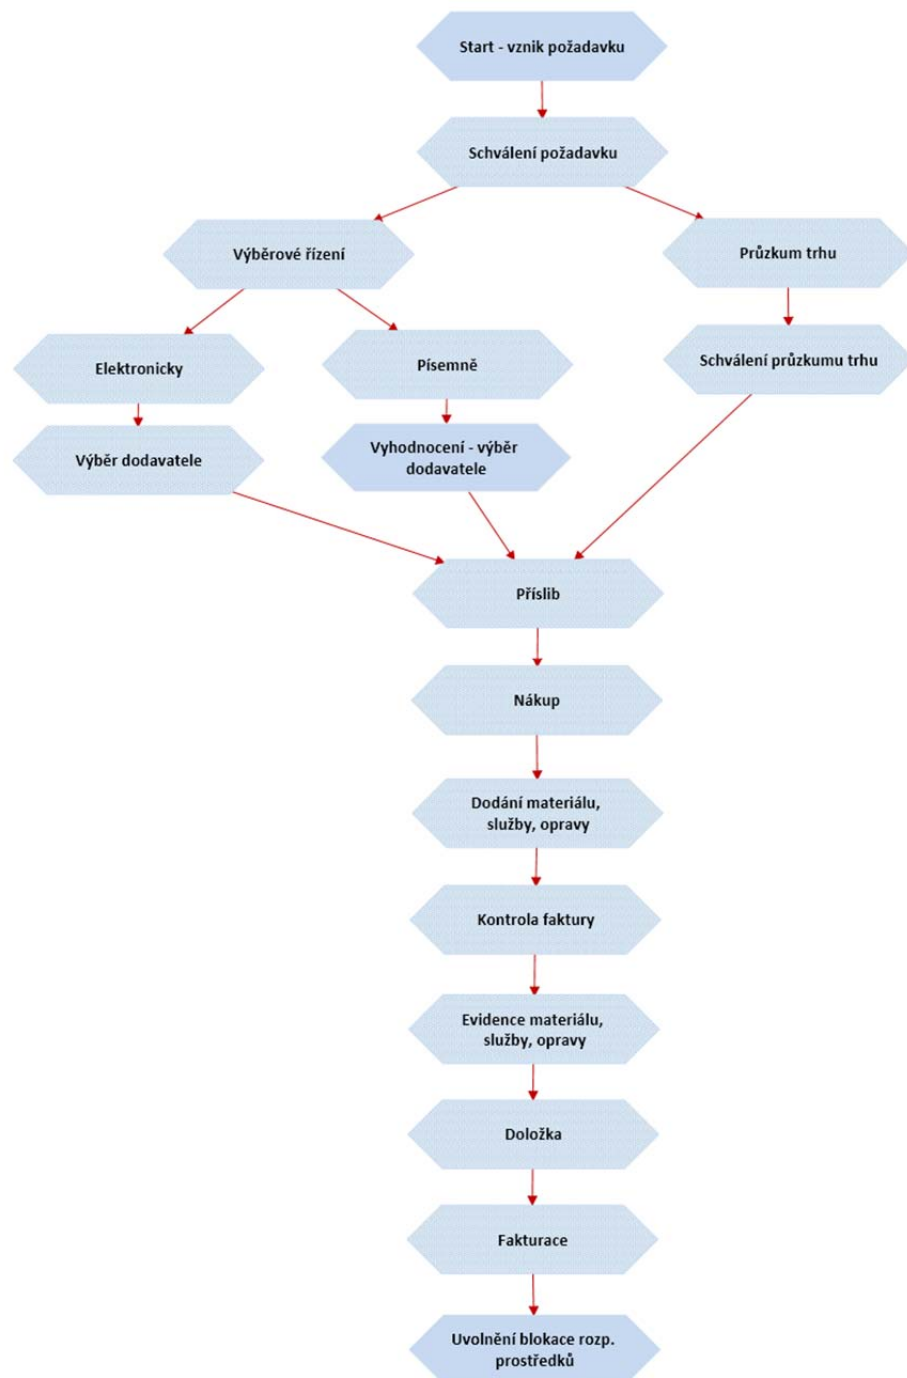 Start - vznik požadavku
Schválení požadavku
Výběrové řízení
Průzkum trhu
Elektronicky
Písemně
Schválení průzkumu trhu
Výběr dodavatele
Vyhodnocení - výběr
dodavatele
Příslib
Nákup
Dodání materiálu,
služby, opravy
Kontrola faktury
Evidence materiálu,
služby, opravy
Doložka
Fakturace
Uvolnění blokace rozp.
prostředků